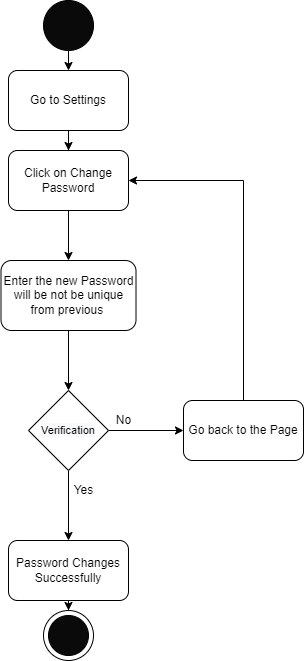 Go to Settings
Click on Change
Password
Enter the new Password
will be not be unique
from previous
Verification
No
Go back to the Page
Yes
Password Changes
Successfully